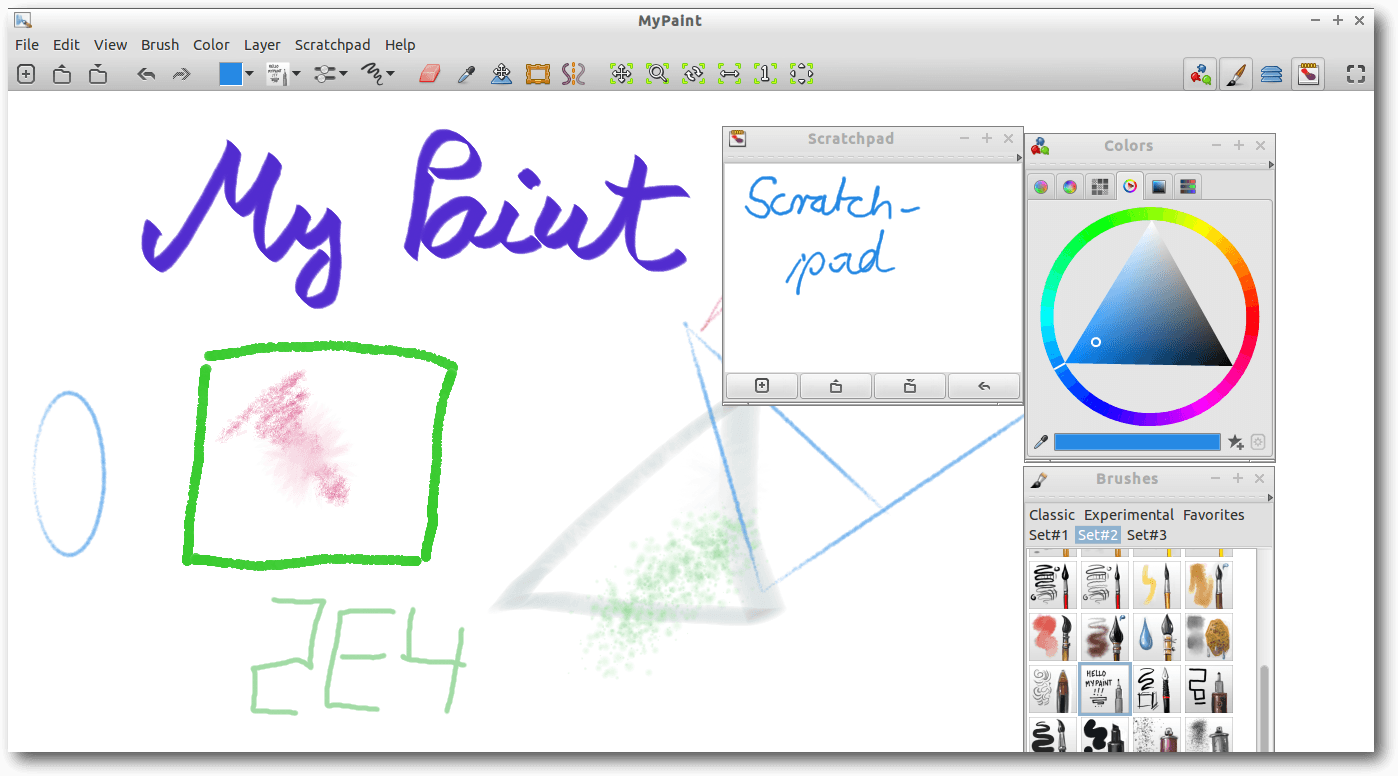 MyPaint
File Edit View Brush Color Layer Scratchpad Help
1
My Paint
Scratchpad
Scratch-
pad
Colors
Brushes
Classic Experimental Favorites
Set#1 Set#2 Set#3
HELLO
MYPAINT
!!!
2E4